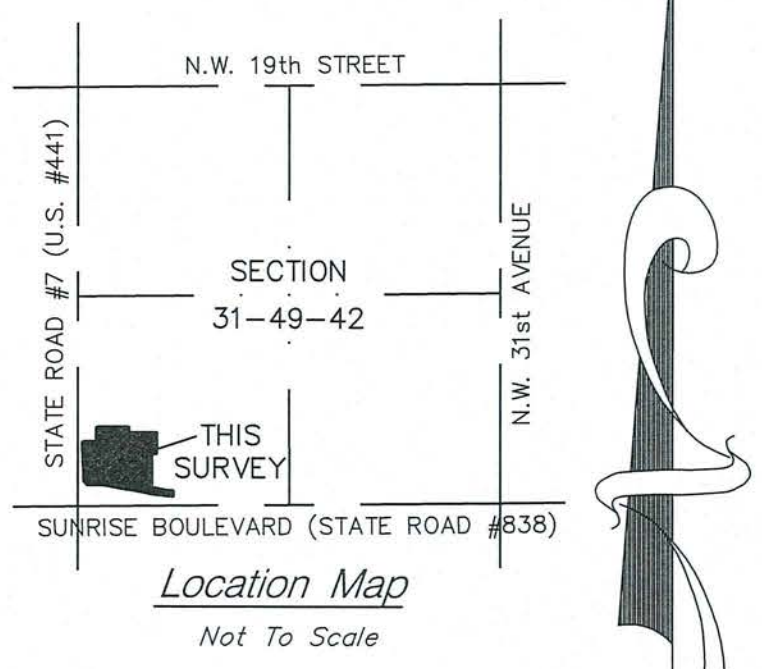 N.W. 19th STREET
STATE ROAD #7 (U.S. #441)
SECTION
31-49-42
N.W. 31st AVENUE
THIS
SURVEY
SUNRISE BOULEVARD (STATE ROAD #838)
Location Map
Not To Scale